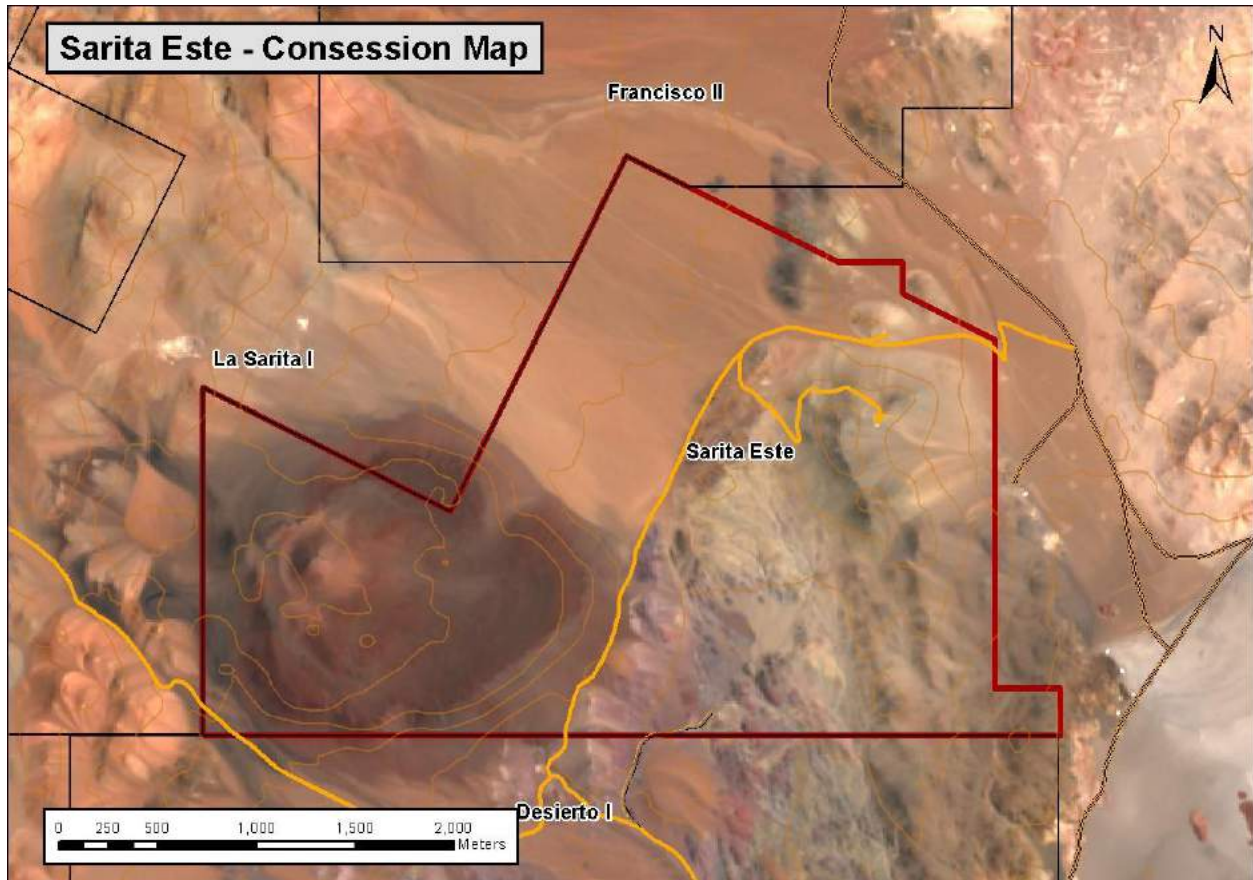 Sarita Este - Consession Map
N
Francisco II
La Sarita I
Sarita Este
Desierto I
0 250 500 1,000 1,500 2,000
Meters